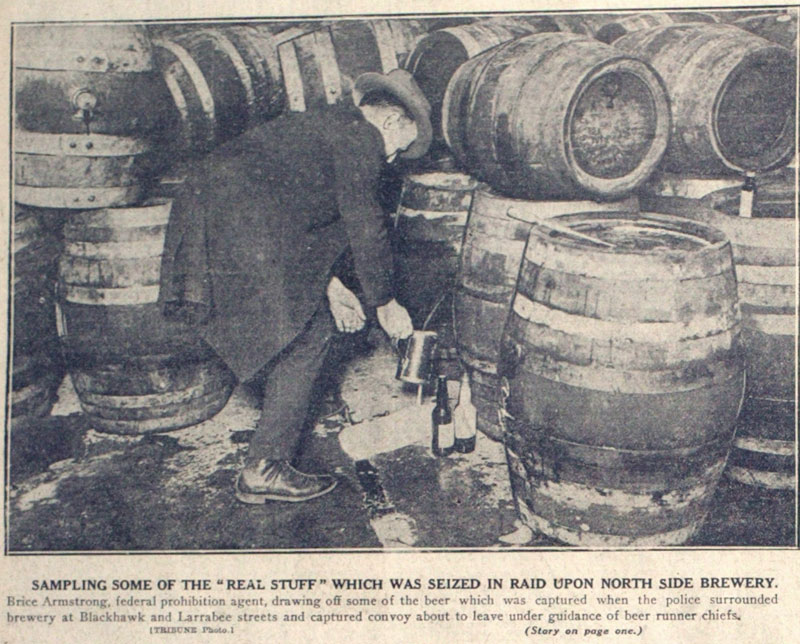 SAMPLING SOME OF THE "REAL STUFF" WHICH WAS SEIZED IN RAID UPON NORTH SIDE BREWERY.
Brice Armstrong, federal prohibition agent, drawing off some of the beer which was captured when the police surrounded
brewery at Blackhawk and Larrabee streets and captured convoy about to leave under guidance of beer runner chiefs.
[TRIBUNE Photo.] (Story on page one.)